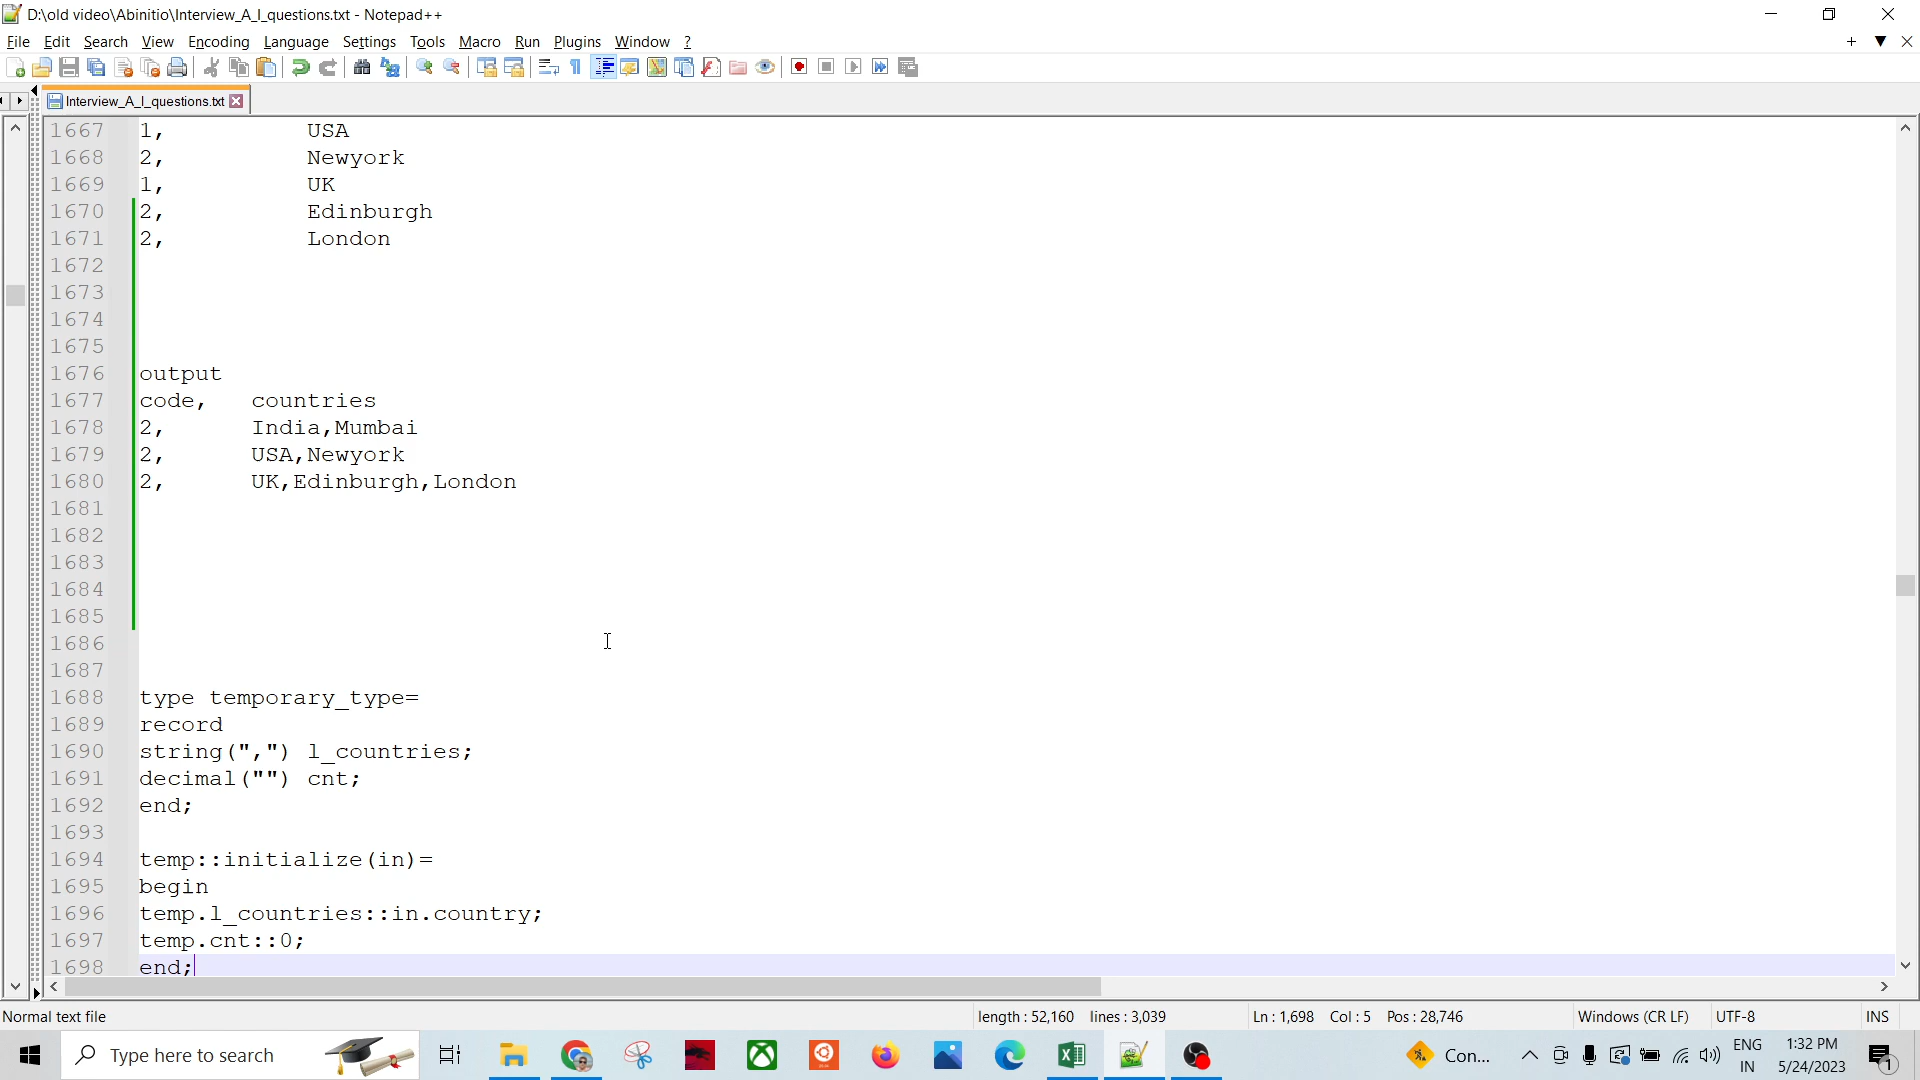 D:\old video\Abinitio\Interview_A_I_questions.txt - Notepad++
File Edit Search View Encoding Language Settings Tools Macro Run Plugins Window ?
Interview_A_I_questions.txt
1667 1, USA
1668 2, Newyork
1669 1, UK
1670 2, Edinburgh
1671 2, London
1672
1673
1674
1675
1676 output
1677 code, countries
1678 2, India,Mumbai
1679 2, USA,Newyork
1680 2, UK,Edinburgh,London
1681
1682
1683
1684
1685
1686
1687
1688 type temporary_type=
1689 record
1690 string(",") l_countries;
1691 decimal("") cnt;
1692 end;
1693
1694 temp::initialize(in)=
1695 begin
1696 temp.l_countries::in.country;
1697 temp.cnt::0;
1698 end;
Normal text file length : 52,160 lines : 3,039 Ln : 1,698 Col : 5 Pos : 28,746 Windows (CR LF) UTF-8 INS
Type here to search Con... ENG IN 1:32 PM 5/24/2023 1